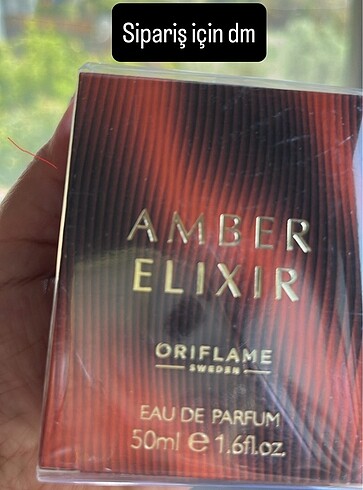 Sipariş için dm
AMBER
ELIXIR
ORIFLAME
SWEDEN
EAU DE PARFUM
50ml e 1.6fl.oz.